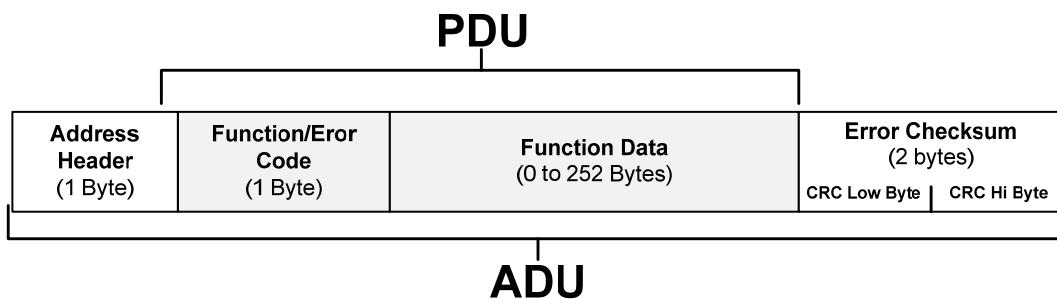 PDU
Address
Header
(1 Byte)
Function/Eror
Code
(1 Byte)
Function Data
(0 to 252 Bytes)
Error Checksum
(2 bytes)
CRC Low Byte
CRC Hi Byte
ADU